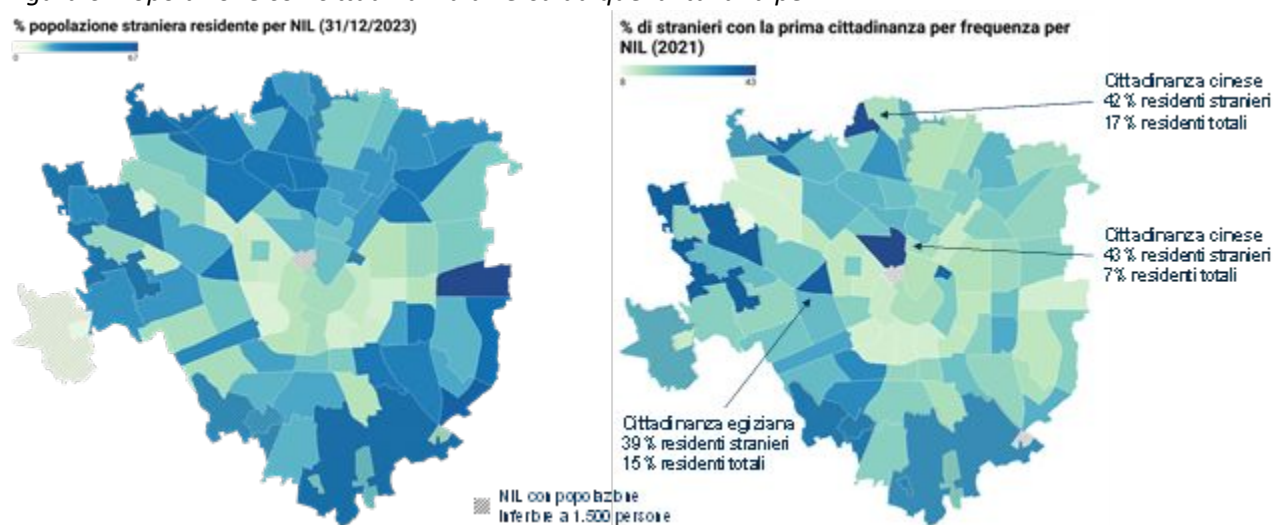 % popolazione straniera residente per NIL (31/12/2023)
0
67
% di stranieri con la prima cittadinanza per frequenza per
NIL (2021)
8
43
Cittadinanza cinese
42% residenti stranieri
17% residenti totali
Cittadinanza cinese
43% residenti stranieri
7% residenti totali
Cittadinanza egiziana
39% residenti stranieri
15% residenti totali
NIL con popolazione
Inferiore a 1.500 persone